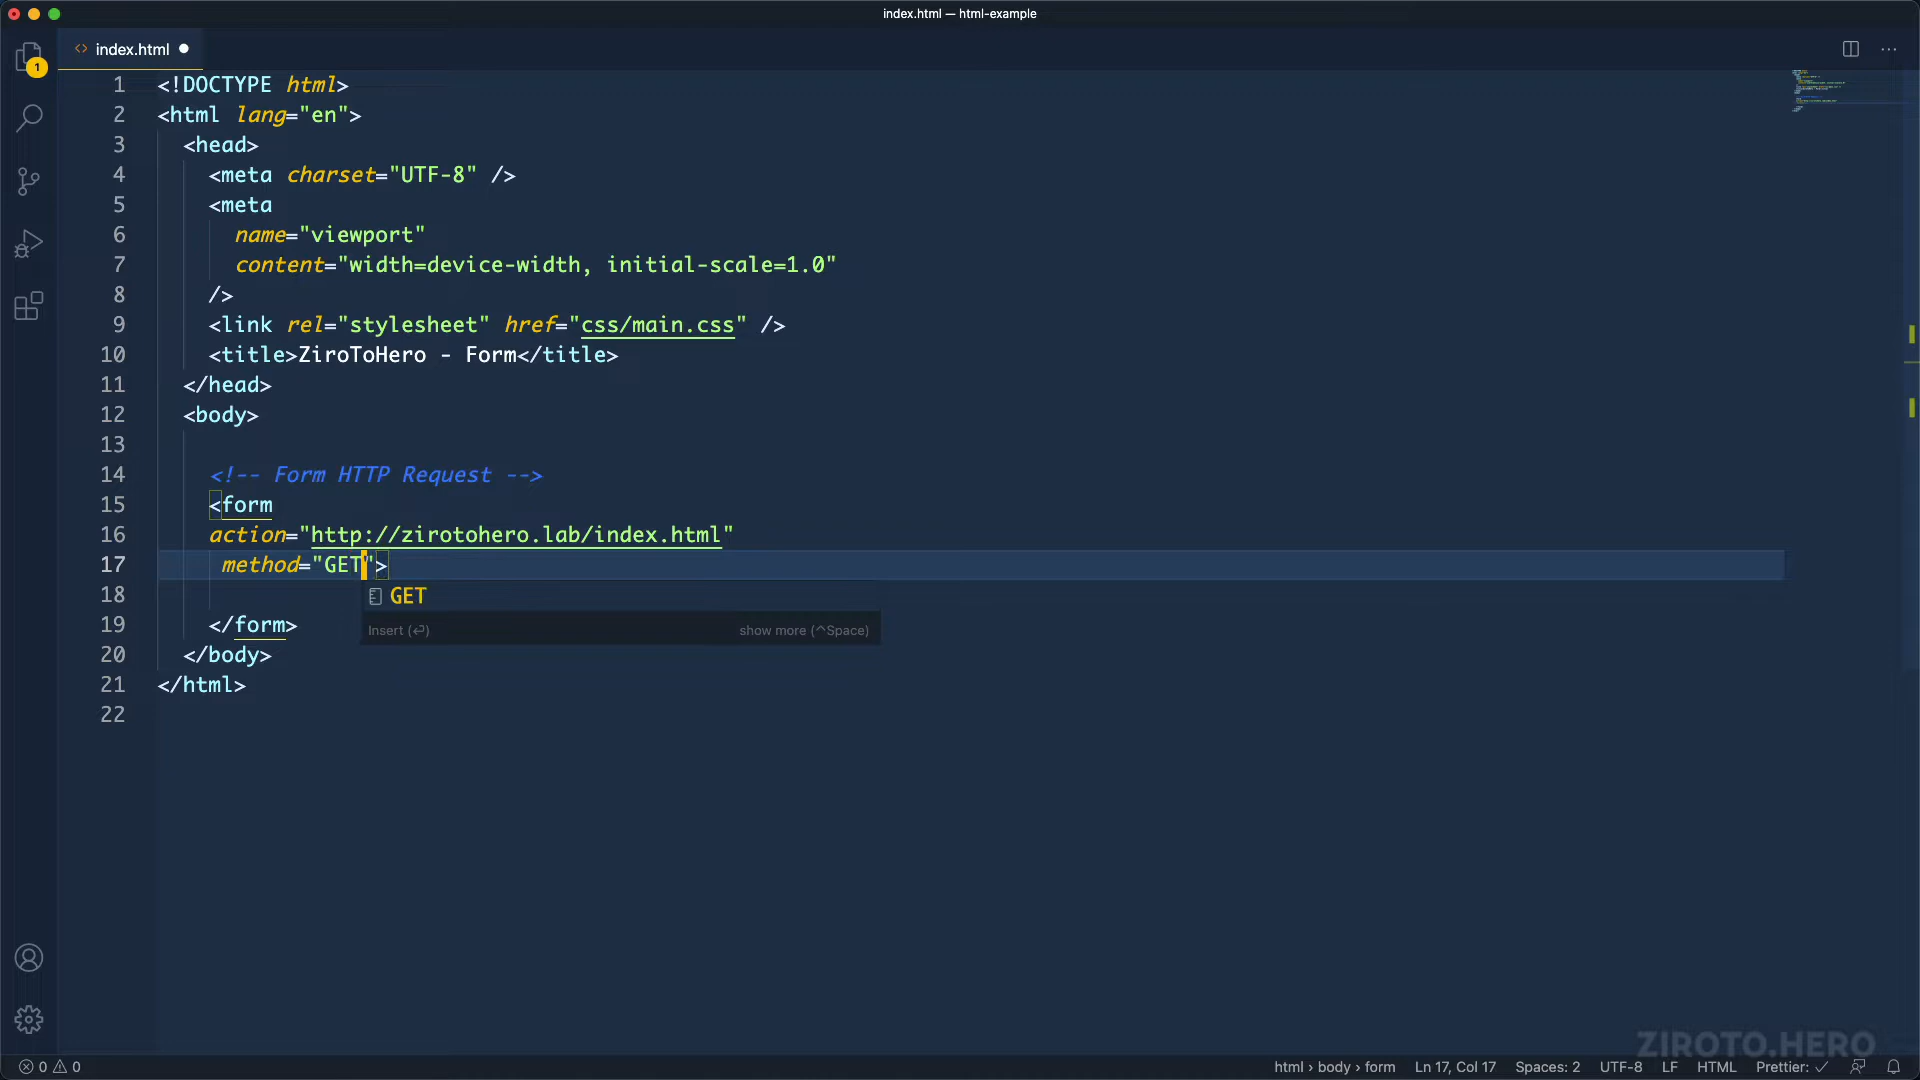 index.html — html-example
<> index.html
1
1 <!DOCTYPE html>
2 <html lang="en">
3 <head>
4 <meta charset="UTF-8" />
5 <meta
6 name="viewport"
7 content="width=device-width, initial-scale=1.0"
8 />
9 <link rel="stylesheet" href="css/main.css" />
10 <title>ZiroToHero - Form</title>
11 </head>
12 <body>
13
14 <!-- Form HTTP Request -->
15 <form
16 action="http://zirotohero.lab/index.html"
17 method="GET">
18 GET
Insert (⏎) show more (^Space)
19 </form>
20 </body>
21 </html>
22
ZIROTO.HERO
0 0 html › body › form Ln 17, Col 17 Spaces: 2 UTF-8 LF HTML Prettier: ✓